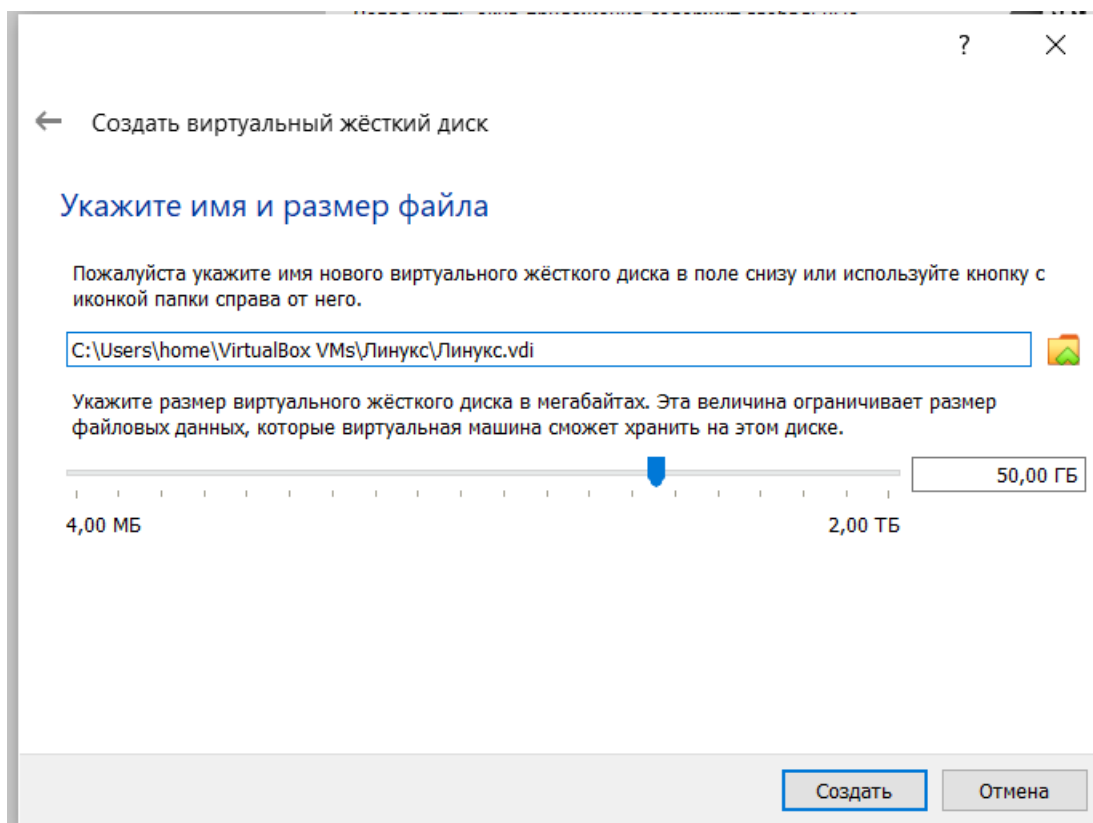 ?
Создать виртуальный жёсткий диск
Укажите имя и размер файла
Пожалуйста укажите имя нового виртуального жёсткого диска в поле снизу или используйте кнопку с
иконкой папки справа от него.
C:\Users\home\VirtualBox VMs\Линукс\Линукс.vdi
Укажите размер виртуального жёсткого диска в мегабайтах. Эта величина ограничивает размер
файловых данных, которые виртуальная машина сможет хранить на этом диске.
50,00 ГБ
4,00 МБ 2,00 ТБ
Создать Отмена